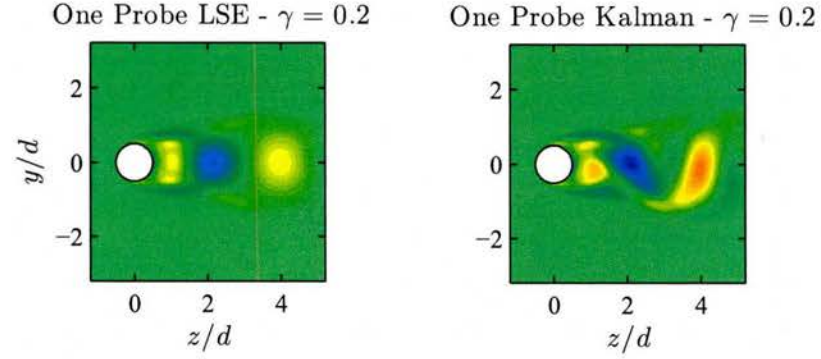 One Probe LSE - γ = 0.2
One Probe Kalman - γ = 0.2
2
0
−2
y/d
0 2 4
z/d
2
0
−2
0 2 4
z/d